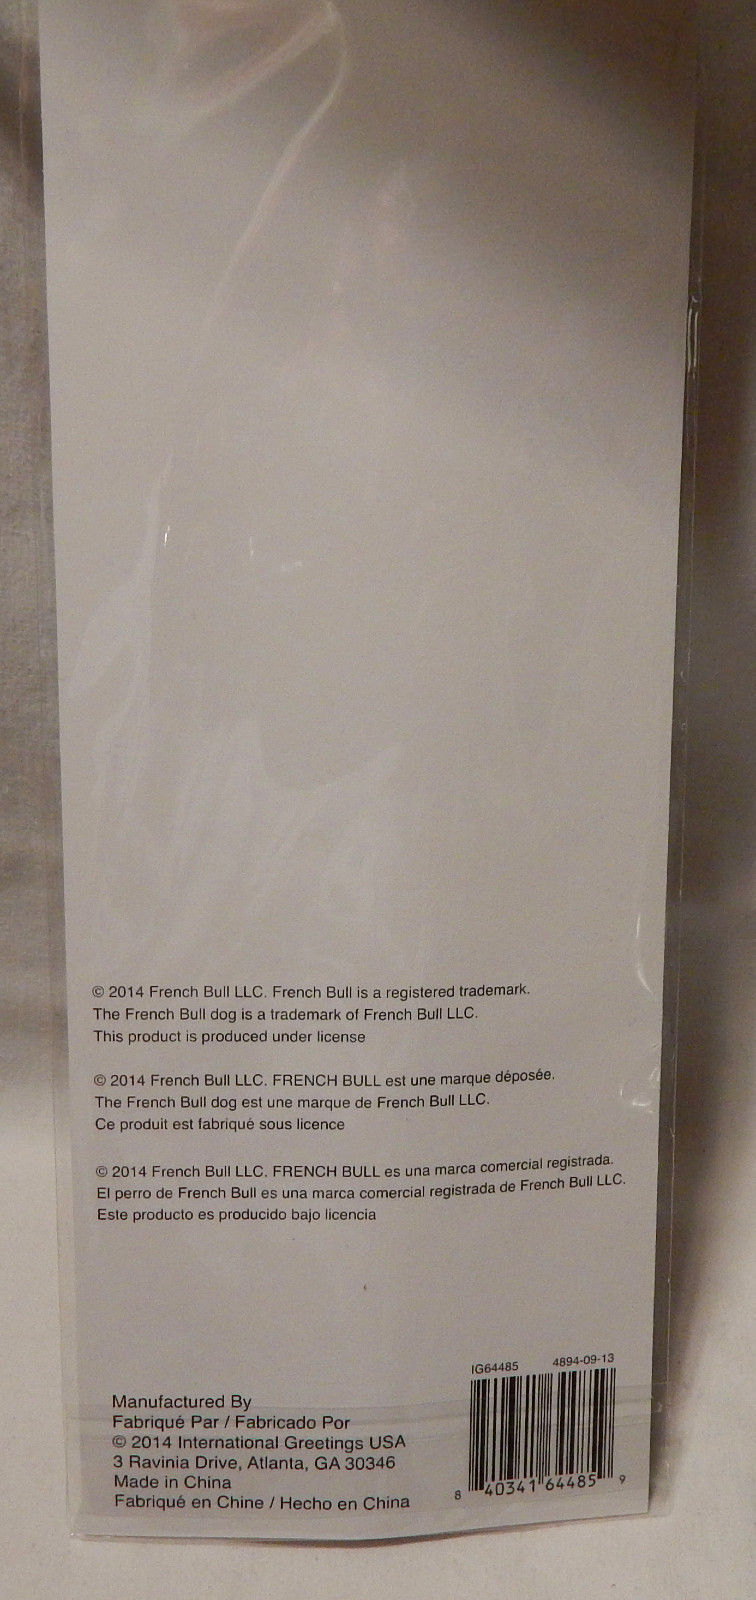 © 2014 French Bull LLC. French Bull is a registered trademark.
The French Bull dog is a trademark of French Bull LLC.
This product is produced under license
© 2014 French Bull LLC. FRENCH BULL est une marque déposée.
The French Bull dog est une marque de French Bull LLC.
Ce produit est fabriqué sous licence
© 2014 French Bull LLC. FRENCH BULL es una marca comercial registrada.
El perro de French Bull es una marca comercial registrada de French Bull LLC.
Este producto es producido bajo licencia
Manufactured By
Fabriqué Par / Fabricado Por
© 2014 International Greetings USA
3 Ravinia Drive, Atlanta, GA 30346
Made in China
Fabriqué en Chine / Hecho en China
IG64485 4894-09-13
8 40341 64485 9